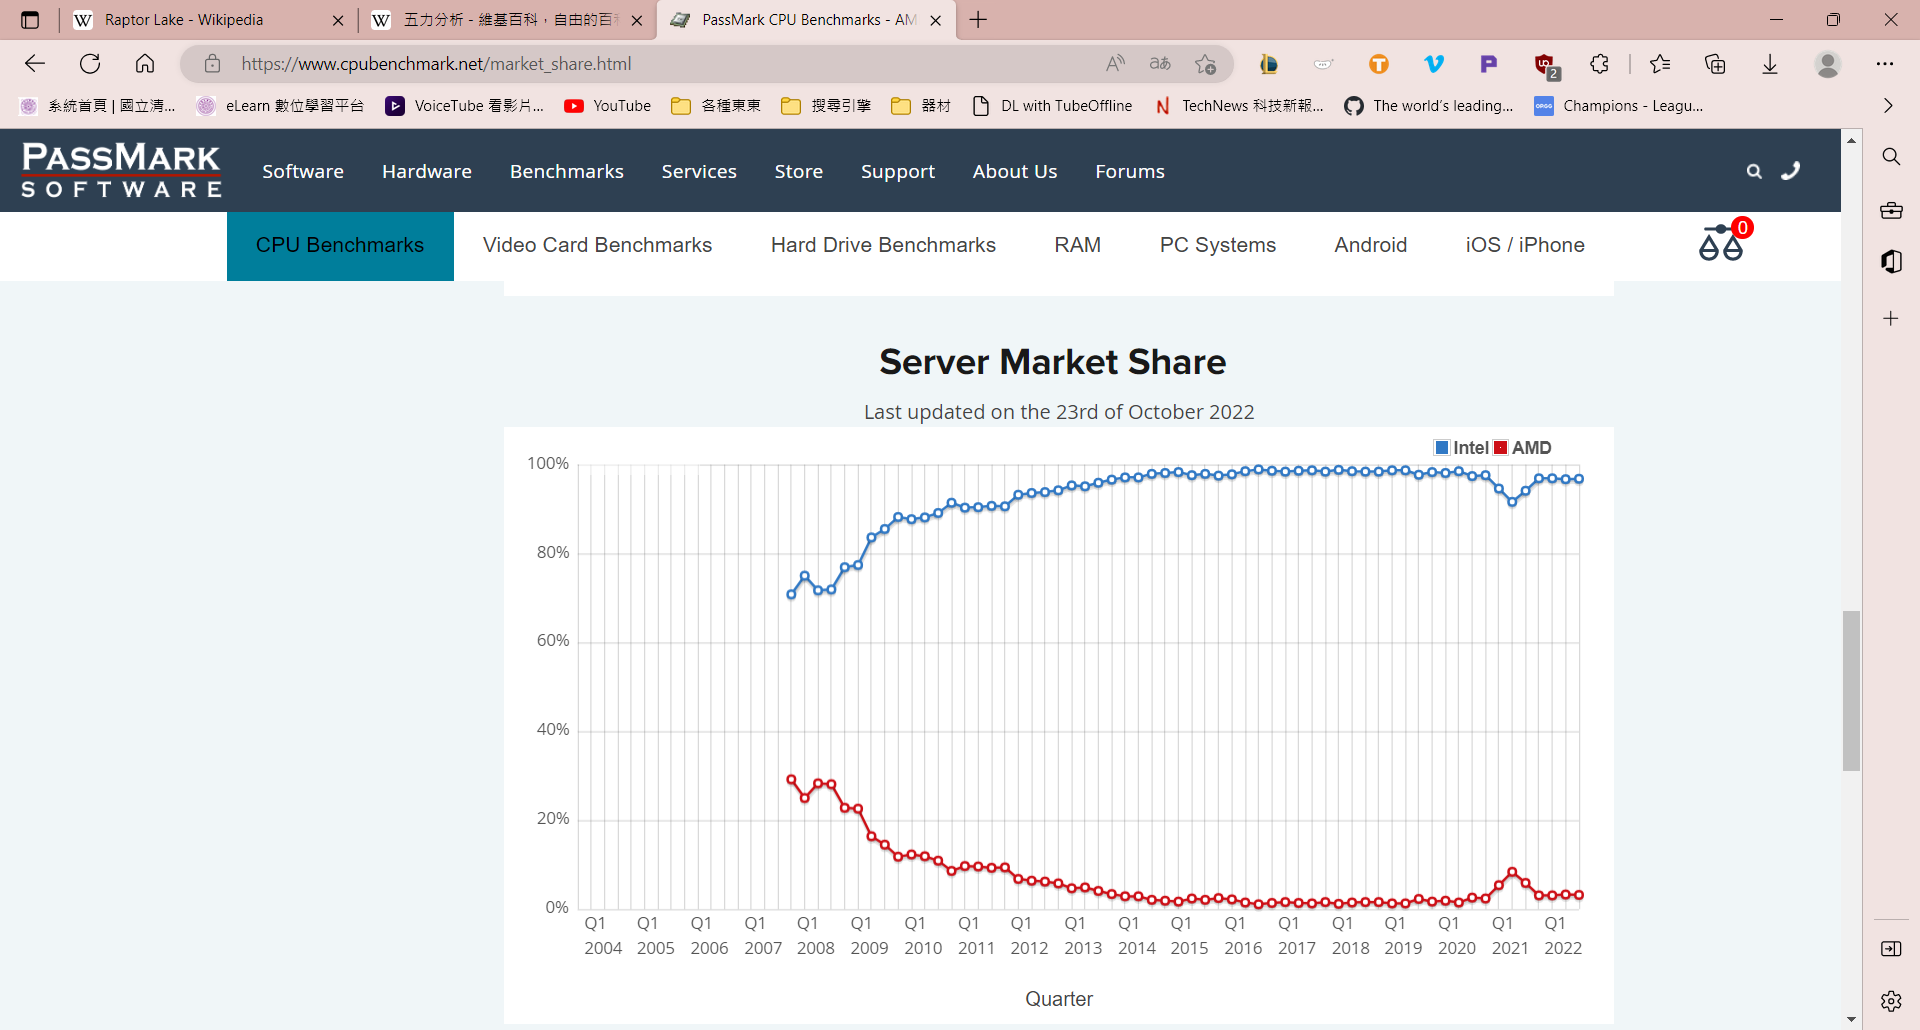 Raptor Lake - Wikipedia
五力分析 - 維基百科，自由的百
PassMark CPU Benchmarks - AM
https://www.cpubenchmark.net/market_share.html
2
系統首頁 | 國立清...
eLearn 數位學習平台
VoiceTube 看影片...
YouTube
各種東東
搜尋引擎
器材
DL with TubeOffline
TechNews 科技新報...
The world's leading...
Champions - Leagu...
PASSMARK
SOFTWARE
Software
Hardware
Benchmarks
Services
Store
Support
About Us
Forums
CPU Benchmarks
Video Card Benchmarks
Hard Drive Benchmarks
RAM
PC Systems
Android
iOS / iPhone
0
Server Market Share
Last updated on the 23rd of October 2022
Intel AMD
100%
80%
60%
40%
20%
0%
Q1 Q1 Q1 Q1 Q1 Q1 Q1 Q1 Q1 Q1 Q1 Q1 Q1 Q1 Q1 Q1 Q1 Q1 Q1
2004 2005 2006 2007 2008 2009 2010 2011 2012 2013 2014 2015 2016 2017 2018 2019 2020 2021 2022
Quarter